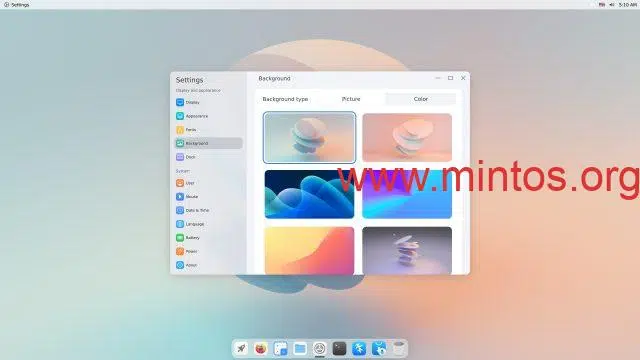 Settings
5:10 AM
Settings
Background
Display and appearance
Background type
Picture
Color
Display
Appearance
Fonts
Background
Dock
System
User
Mouse
Date & Time
Language
Battery
Power
About
www.mintos.org